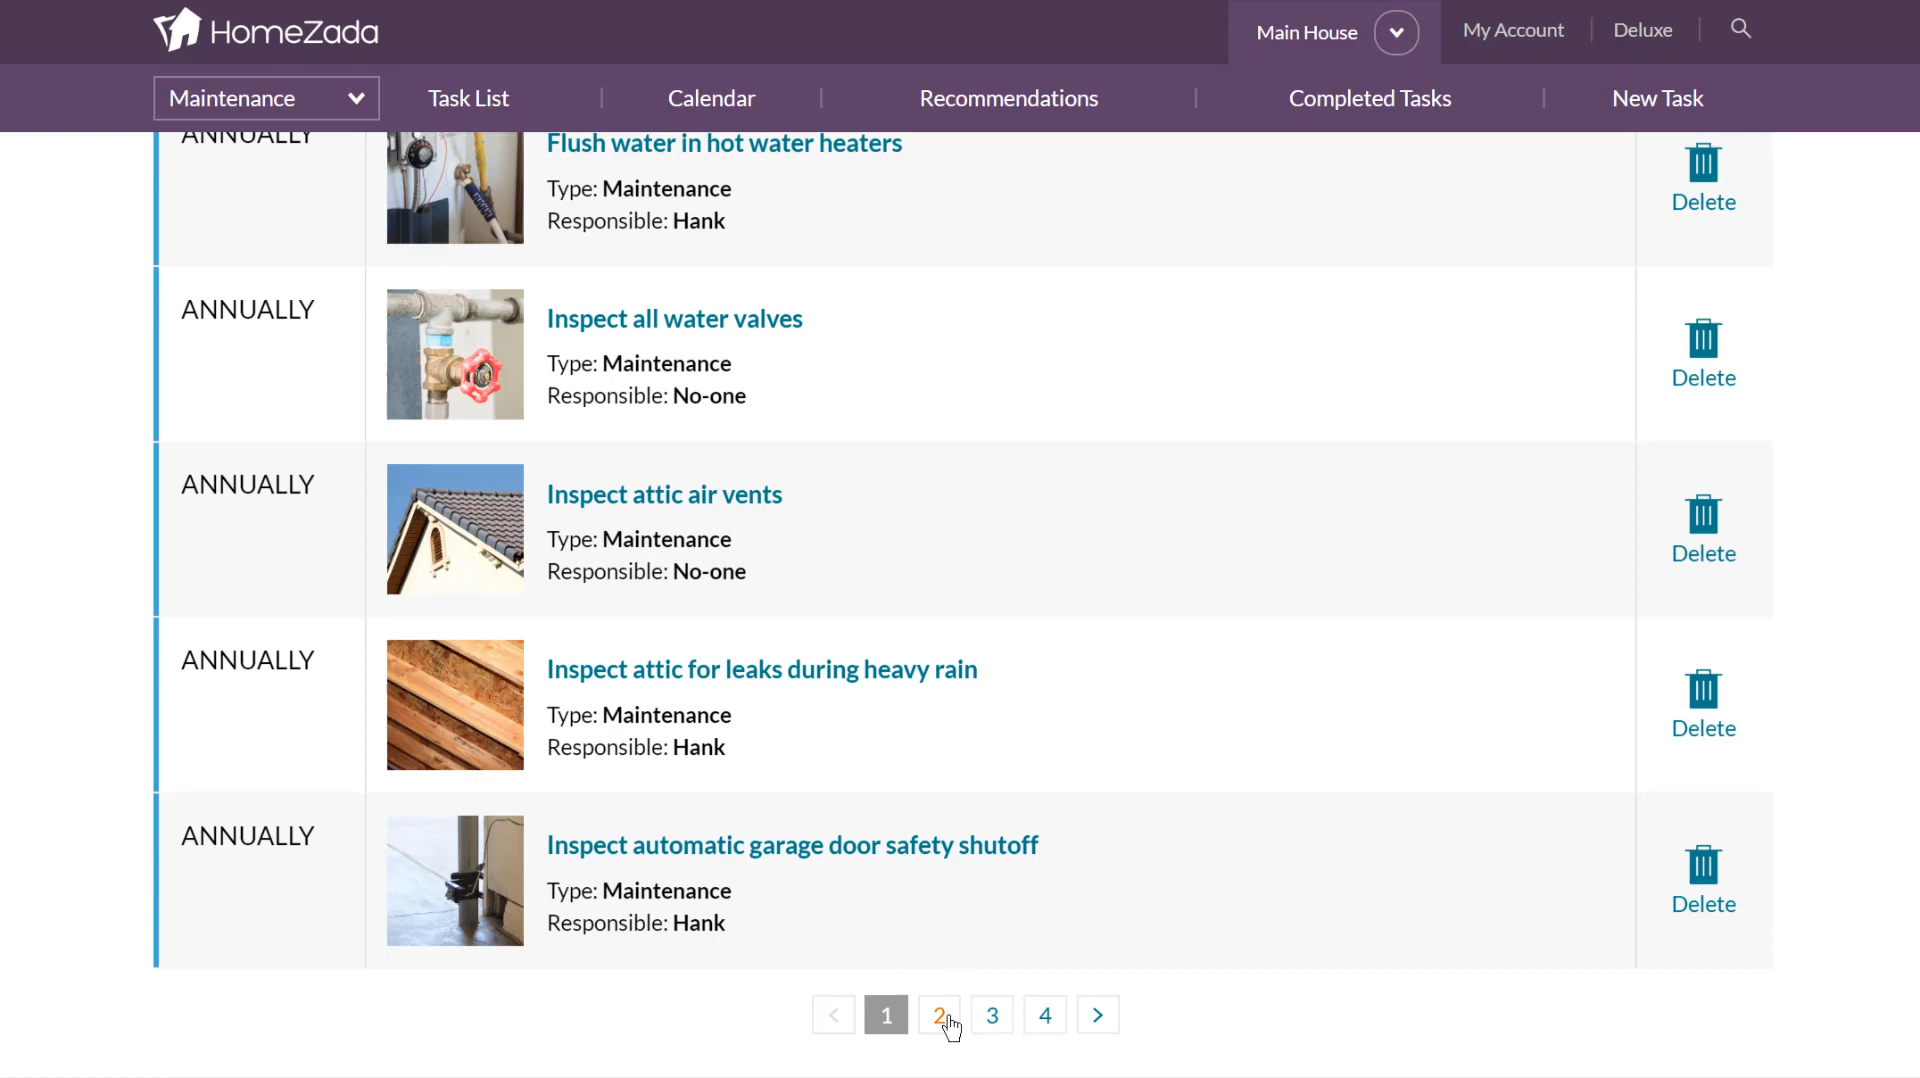 HomeZada
Main House
My Account
Deluxe
Maintenance
Task List
Calendar
Recommendations
Completed Tasks
New Task
ANNUALLY
Flush water in hot water heaters
Type: Maintenance
Responsible: Hank
Delete
ANNUALLY
Inspect all water valves
Type: Maintenance
Responsible: No-one
Delete
ANNUALLY
Inspect attic air vents
Type: Maintenance
Responsible: No-one
Delete
ANNUALLY
Inspect attic for leaks during heavy rain
Type: Maintenance
Responsible: Hank
Delete
ANNUALLY
Inspect automatic garage door safety shutoff
Type: Maintenance
Responsible: Hank
Delete
< 1 2 3 4 >